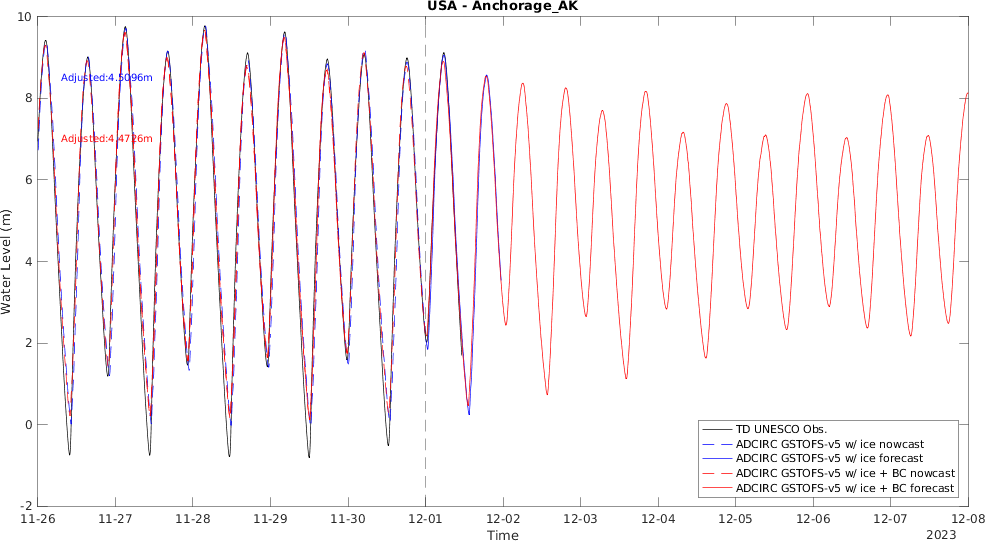 USA - Anchorage_AK
10
8
6
4
2
0
-2
Water Level (m)
Adjusted:4.5096m
Adjusted:4.4726m
TD UNESCO Obs.
ADCIRC GSTOFS-v5 w/ ice nowcast
ADCIRC GSTOFS-v5 w/ ice forecast
ADCIRC GSTOFS-v5 w/ ice + BC nowcast
ADCIRC GSTOFS-v5 w/ ice + BC forecast
11-26 11-27 11-28 11-29 11-30 12-01 12-02 12-03 12-04 12-05 12-06 12-07 12-08
Time
2023